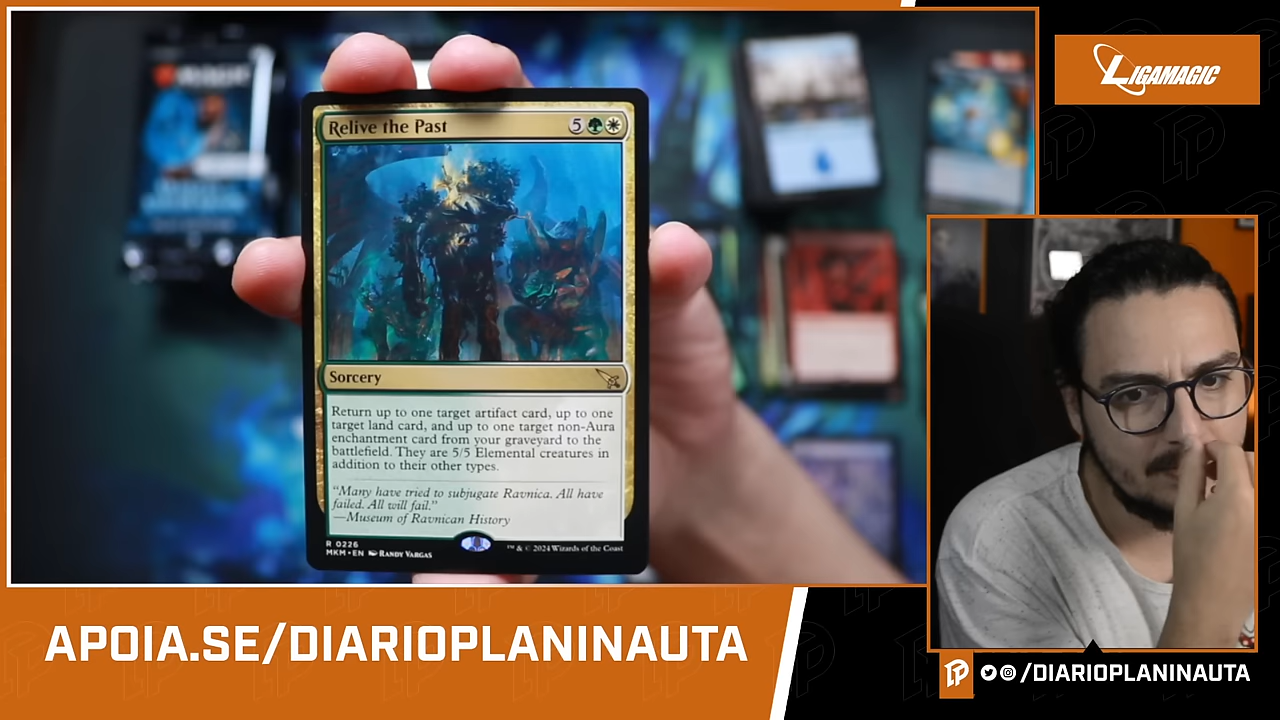 MAGIC
LIGAMAGIC
Relive the Past
5
Sorcery
Return up to one target artifact card, up to one
target land card, and up to one target non-Aura
enchantment card from your graveyard to the
battlefield. They are 5/5 Elemental creatures in
addition to their other types.
“Many have tried to subjugate Ravnica. All have
failed. All will fail.”
—Museum of Ravnican History
R 0226
MKM • EN RANDY VARGAS
™ & © 2024 Wizards of the Coast
APOIA.SE/DIARIOPLANINAUTA
/DIARIOPLANINAUTA